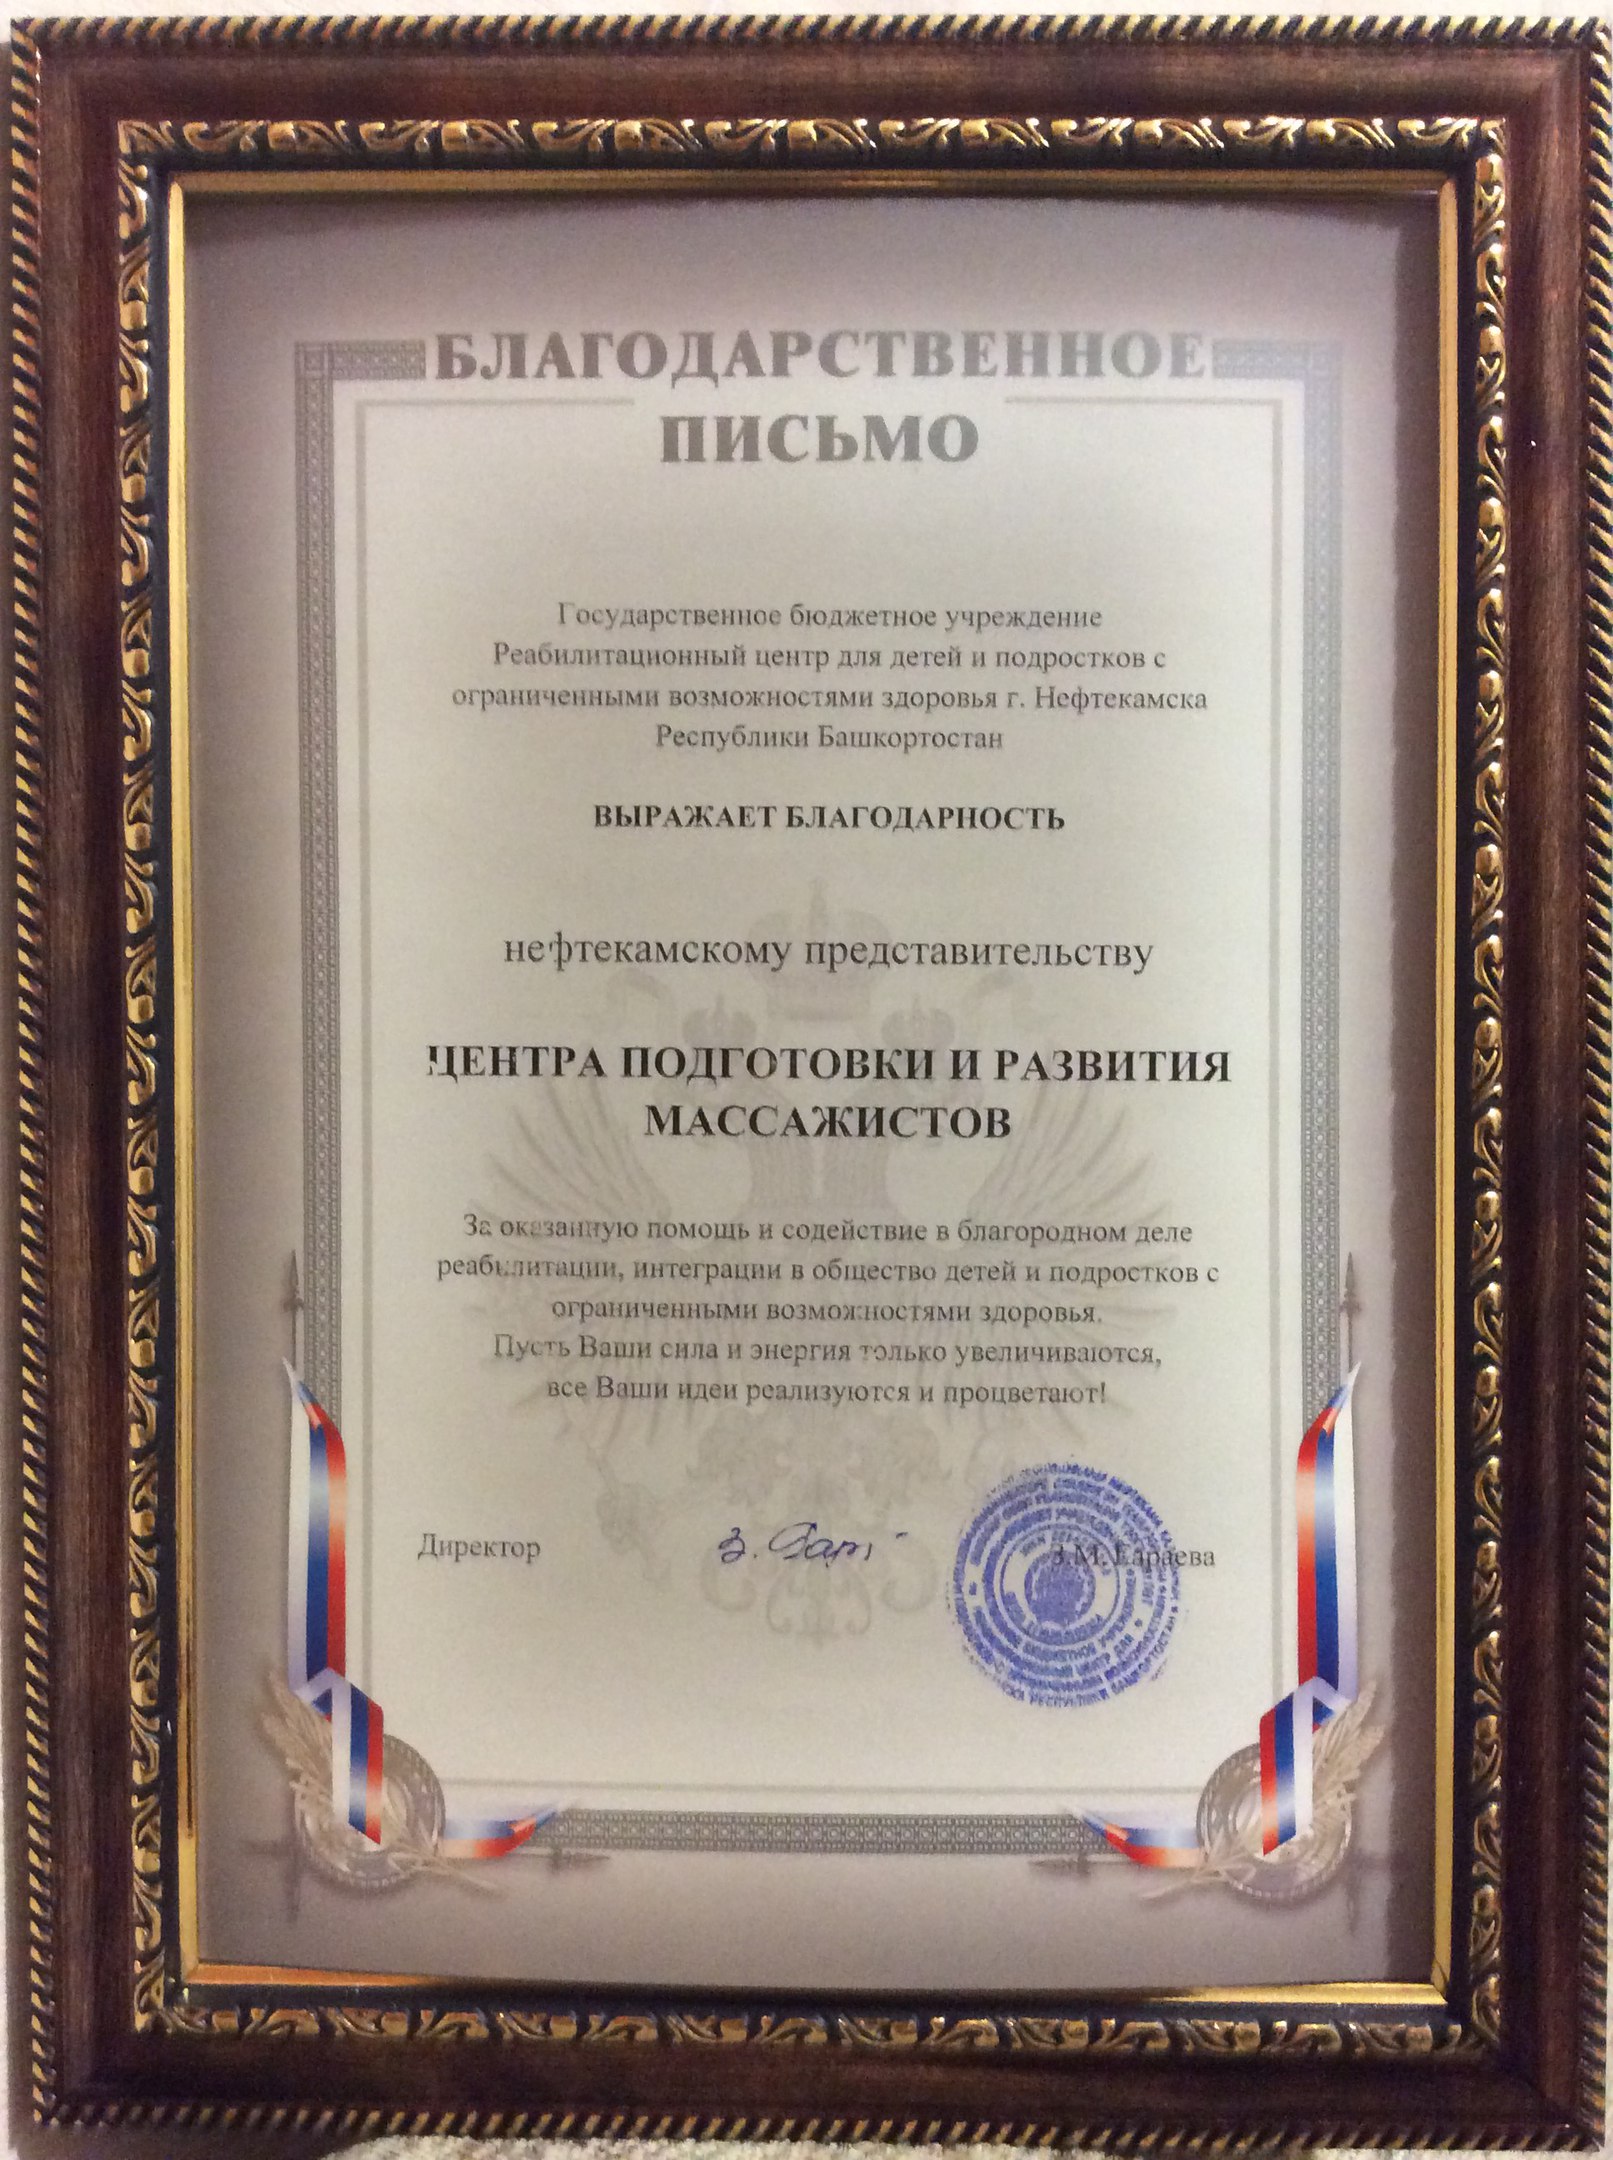 БЛАГОДАРСТВЕННОЕ
ПИСЬМО
Государственное бюджетное учреждение
Реабилитационный центр для детей и подростков с
ограниченными возможностями здоровья г. Нефтекамска
Республики Башкортостан
ВЫРАЖАЕТ БЛАГОДАРНОСТЬ
нефтекамскому представительству
ЦЕНТРА ПОДГОТОВКИ И РАЗВИТИЯ
МАССАЖИСТОВ
За оказанную помощь и содействие в благородном деле
реабилитации, интеграции в общество детей и подростков с
ограниченными возможностями здоровья.
Пусть Ваши сила и энергия только увеличиваются,
все Ваши идеи реализуются и процветают!
Директор
З.М. Гараева